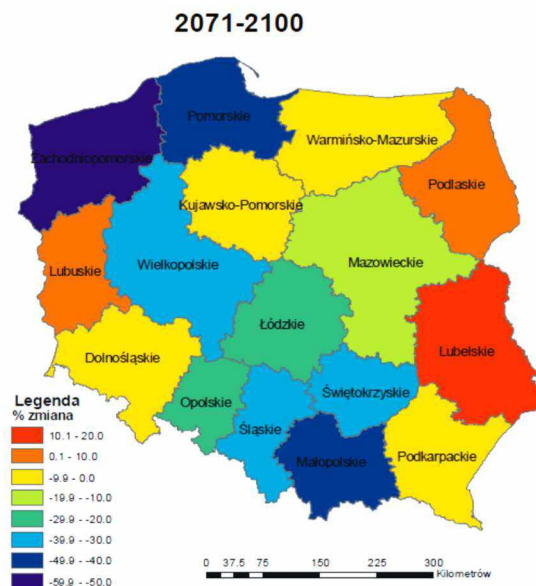 2071-2100
Pomorskie
Warmińsko-Mazurskie
Zachodniopomorskie
Podlaskie
Kujawsko-Pomorskie
Mazowieckie
Wielkopolskie
Lubuskie
Łódzkie
Lubelskie
Dolnośląskie
Świętokrzyskie
Opolskie
Śląskie
Podkarpackie
Małopolskie
Legenda
% zmiana
10.1 - 20.0
0.1 - 10.0
-9.9 - 0.0
-19.9 - -10.0
-29.9 - -20.0
-39.9 - -30.0
-49.9 - -40.0
-59.9 - -50.0
0 37.5 75 150 225 300
Kilometrów